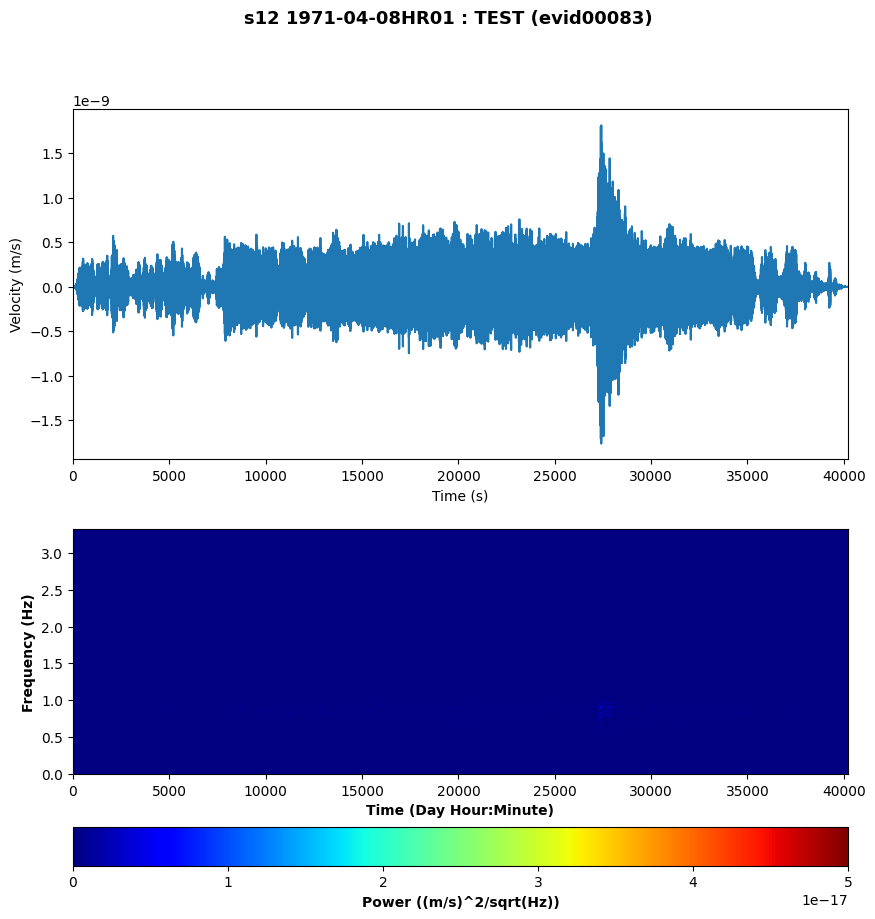 s12 1971-04-08HR01 : TEST (evid00083)
1e−9
1.5
1.0
0.5
0.0
−0.5
−1.0
−1.5
Velocity (m/s)
0 5000 10000 15000 20000 25000 30000 35000 40000
Time (s)
3.0
2.5
2.0
1.5
1.0
0.5
0.0
Frequency (Hz)
0 5000 10000 15000 20000 25000 30000 35000 40000
Time (Day Hour:Minute)
0 1 2 3 4 5
1e−17
Power ((m/s)^2/sqrt(Hz))